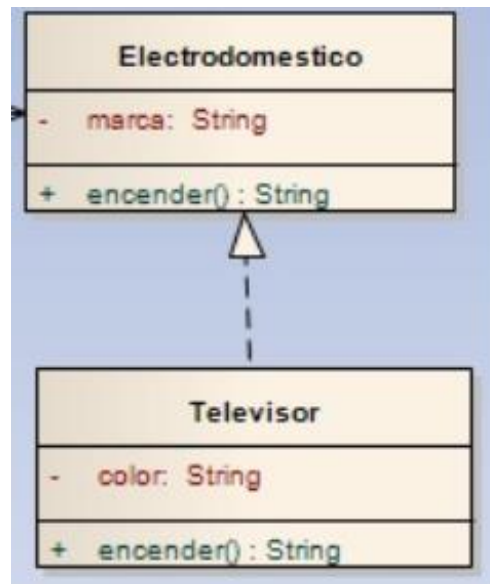 Electrodomestico
- marca: String
+ encender() : String
Televisor
- color: String
+ encender() : String